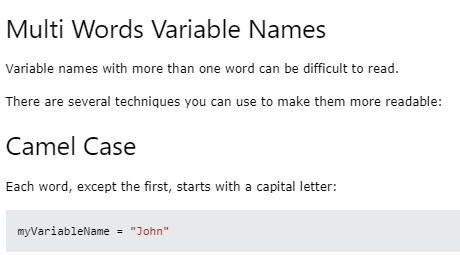 Multi Words Variable Names
Variable names with more than one word can be difficult to read.
There are several techniques you can use to make them more readable:
Camel Case
Each word, except the first, starts with a capital letter:
myVariableName = "John"